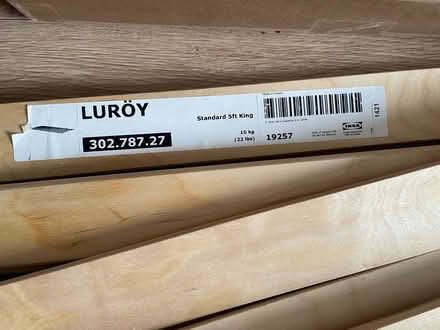 LURÖY
302.787.27
Standard 5ft King
10 kg
(22 lbs)
19257
IKEA
1421